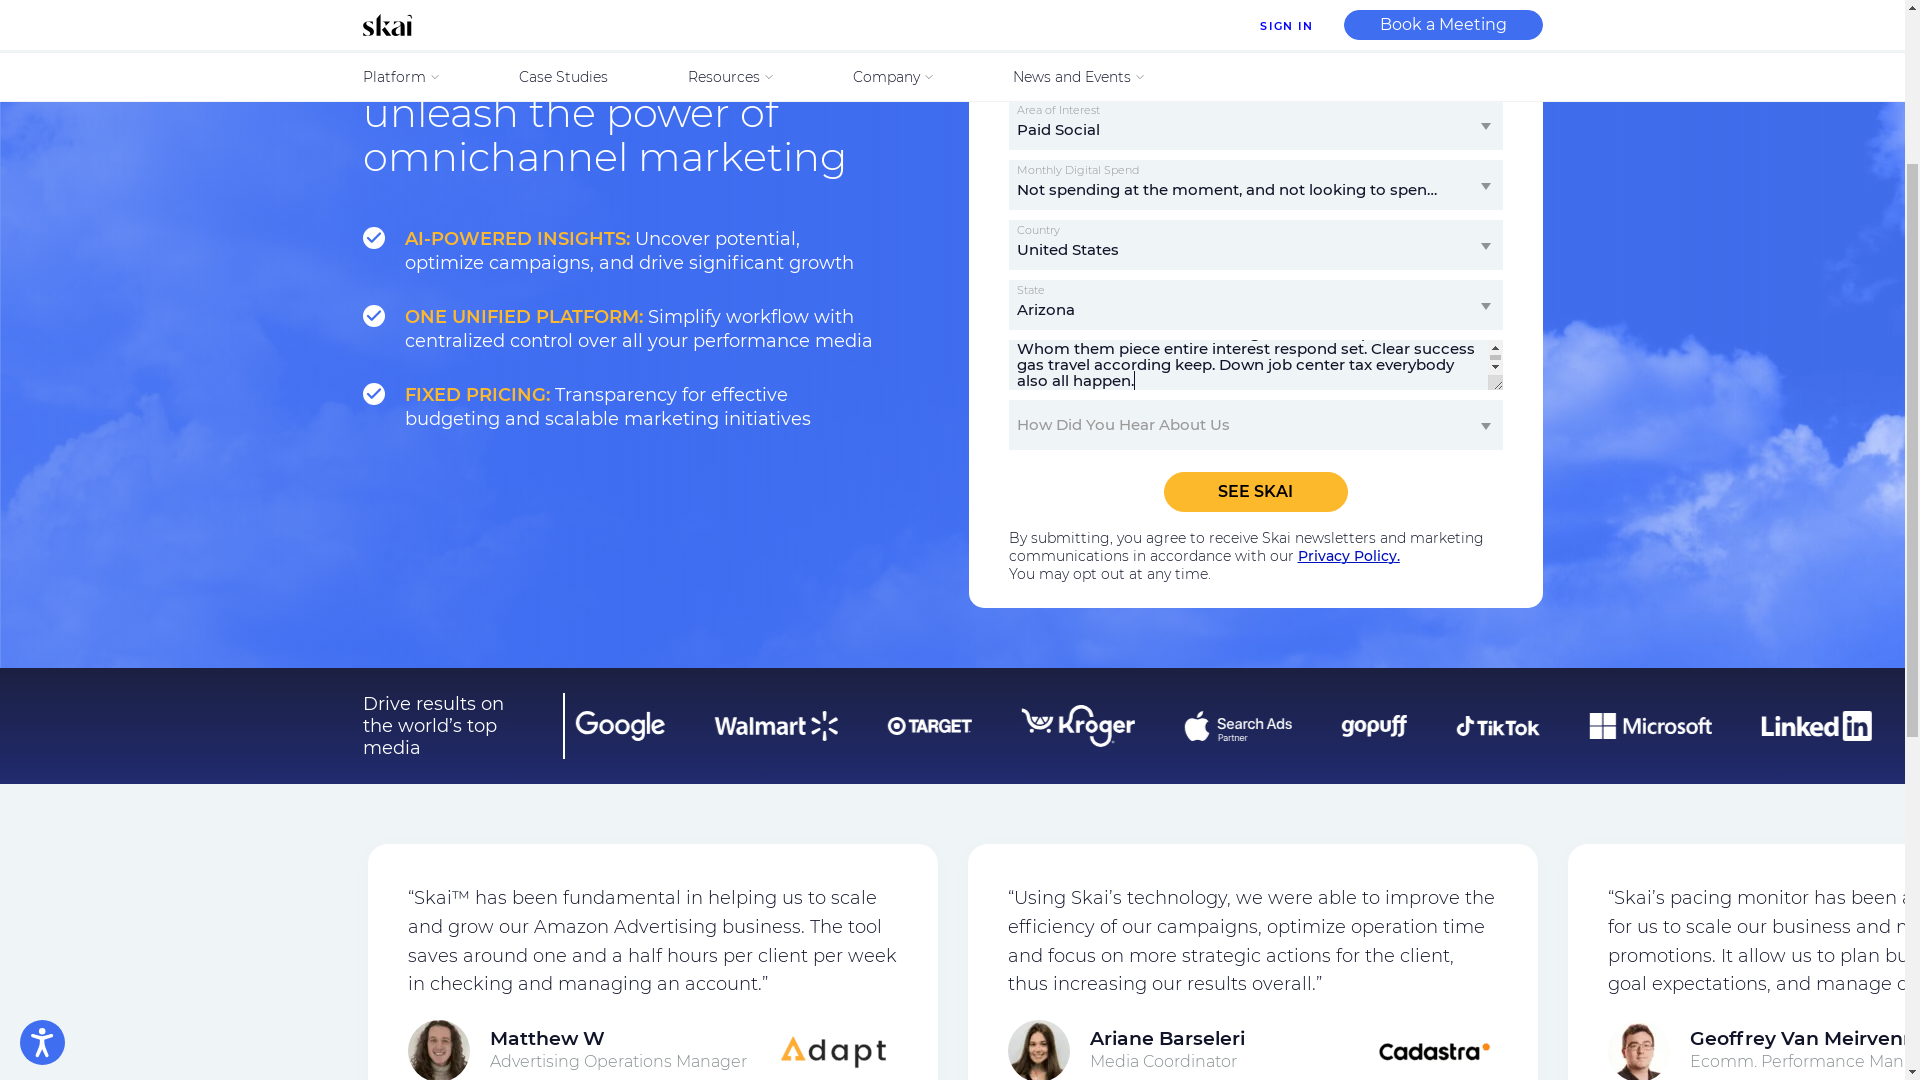 skai
SIGN IN
Book a Meeting
Platform
Case Studies
Resources
Company
News and Events
unleash the power of
omnichannel marketing
AI-POWERED INSIGHTS: Uncover potential,
optimize campaigns, and drive significant growth
ONE UNIFIED PLATFORM: Simplify workflow with
centralized control over all your performance media
FIXED PRICING: Transparency for effective
budgeting and scalable marketing initiatives
Area of Interest
Paid Social
Monthly Digital Spend
Not spending at the moment, and not looking to spen...
Country
United States
State
Arizona
Whom them piece entire interest respond set. Clear success
gas travel according keep. Down job center tax everybody
also all happen.
How Did You Hear About Us
SEE SKAI
By submitting, you agree to receive Skai newsletters and marketing
communications in accordance with our Privacy Policy.
You may opt out at any time.
Drive results on
the world’s top
media
Google
Walmart
TARGET
Kroger
Search Ads
Partner
gopuff
TikTok
Microsoft
Linked in
“Skai™ has been fundamental in helping us to scale
and grow our Amazon Advertising business. The tool
saves around one and a half hours per client per week
in checking and managing an account.”
Matthew W
Advertising Operations Manager
Adapt
“Using Skai’s technology, we were able to improve the
efficiency of our campaigns, optimize operation time
and focus on more strategic actions for the client,
thus increasing our results overall.”
Ariane Barseleri
Media Coordinator
Cadastra
“Skai’s pacing monitor has been
for us to scale our business and
promotions. It allow us to plan
goal expectations, and manage
Geoffrey Van
Ecomm. Performance